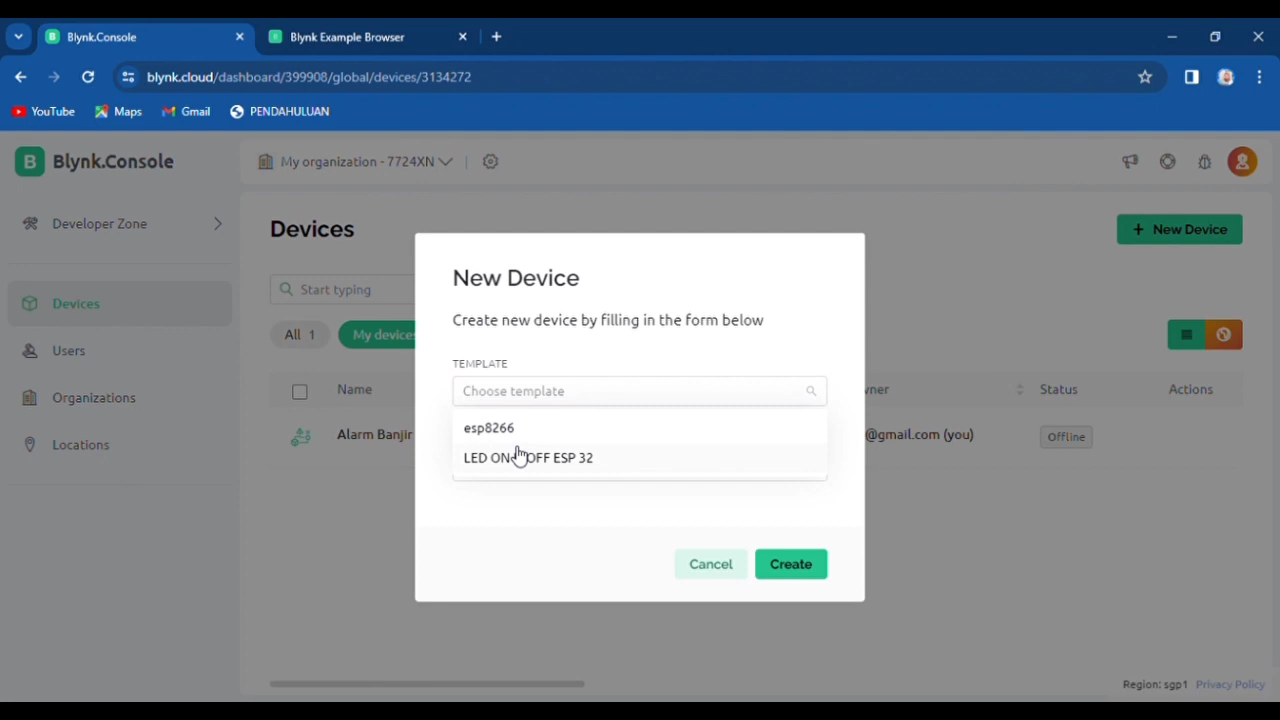 Blynk.Console
Blynk Example Browser
blynk.cloud/dashboard/399908/global/devices/3134272
YouTube
Maps
Gmail
PENDAHULUAN
B Blynk.Console
My organization - 7724XN
Developer Zone
Devices
+ New Device
New Device
Start typing
Create new device by filling in the form below
Devices
All 1
My devices
Users
TEMPLATE
Choose template
Name
Status
Actions
Organizations
esp8266
Alarm Banjir
@gmail.com (you)
Offline
Locations
LED OFF ESP 32
Cancel
Create
Region: sgp1 Privacy Policy